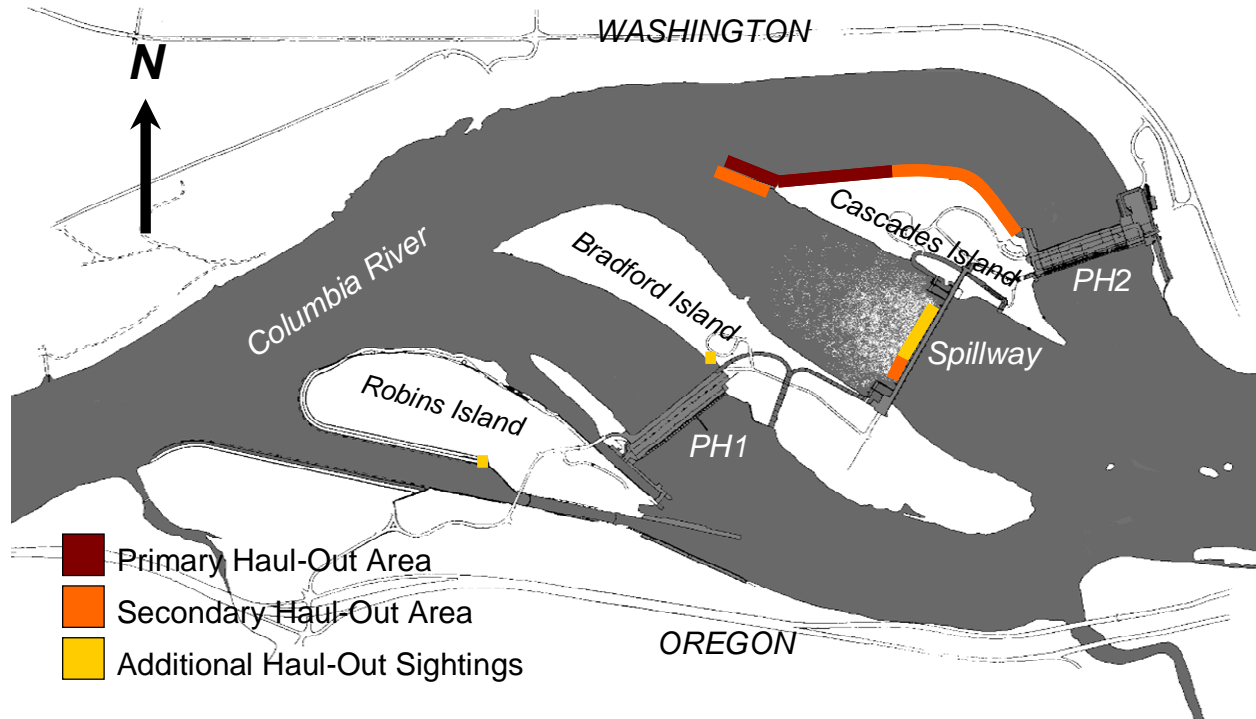 WASHINGTON
N
Columbia River
Cascades Island
Bradford Island
PH2
Spillway
Robins Island
PH1
Primary Haul-Out Area
Secondary Haul-Out Area
OREGON
Additional Haul-Out Sightings